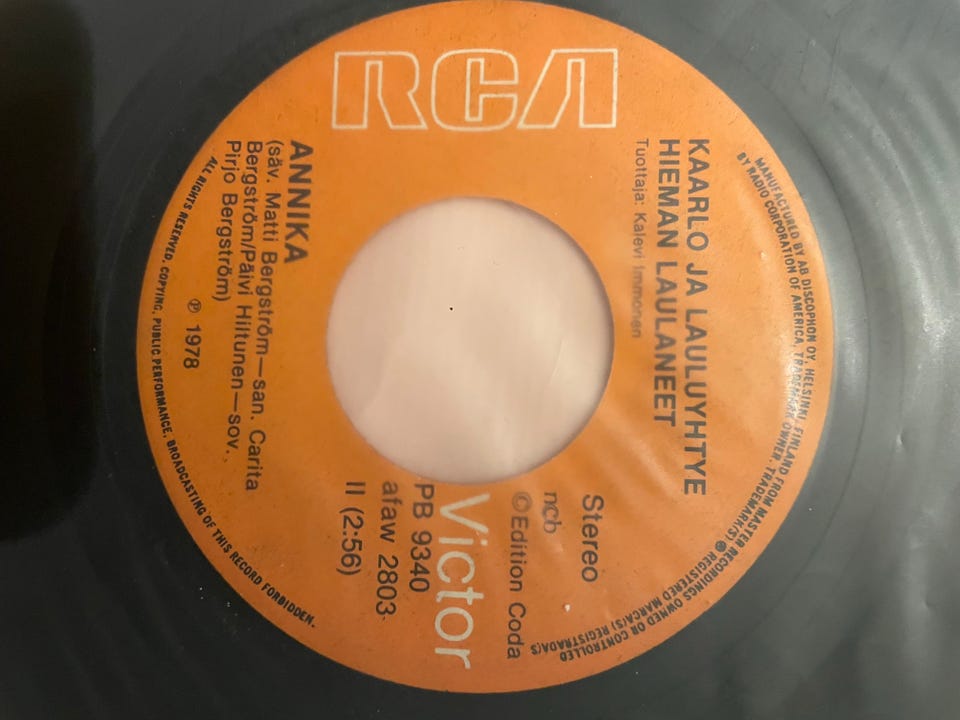 MANUFACTURED BY AB DISCOPHON OY, HELSINKI, FINLAND FROM MASTER RECORDINGS OWNED OR CONTROLLED
BY RADIO CORPORATION OF AMERICA, TRADEMARK OWNER, TRADEMARK(S) ® REGISTERED MARCA(S) REGISTRADA(S)
RCA
KAARLO JA LAULUYHTYE
HIEMAN LAULANEET
Tuottaja: Kalevi Immonen
Stereo
ncb
©Edition Coda
Victor
PB 9340
afaw 2803
II (2:56)
ANNIKA
(säv. Matti Bergström—san. Carita
Bergström/Päivi Hiltunen—sov.
Pirjo Bergström)
℗ 1978
ALL RIGHTS RESERVED, COPYING, PUBLIC PERFORMANCE, BROADCASTING OF THIS RECORD FORBIDDEN.